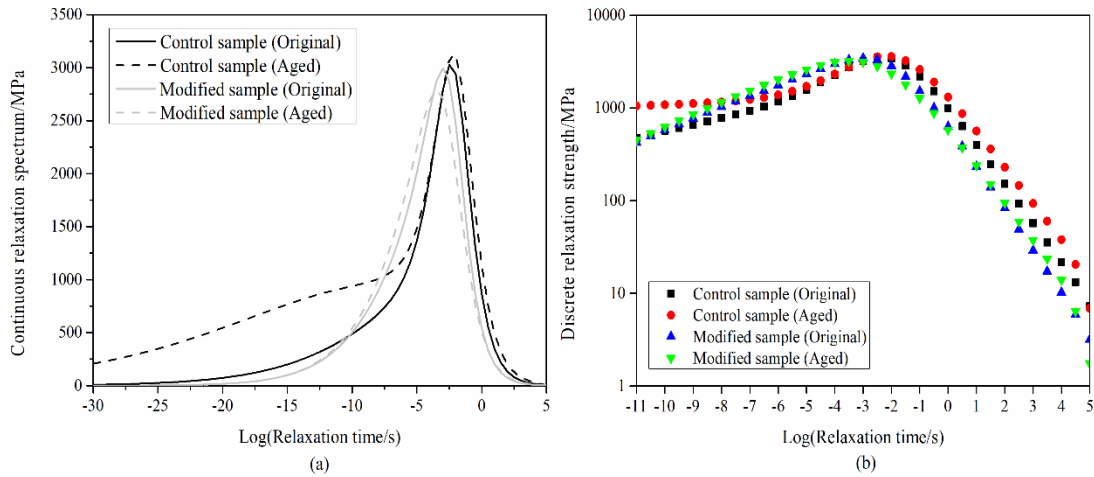 3500
3000
2500
2000
1500
1000
500
0
Continuous relaxation spectrum/MPa
Control sample (Original)
Control sample (Aged)
Modified sample (Original)
Modified sample (Aged)
-30 -25 -20 -15 -10 -5 0 5
Log(Relaxation time/s)
(a)
10000
1000
100
10
1
Discrete relaxation strength/MPa
Control sample (Original)
Control sample (Aged)
Modified sample (Original)
Modified sample (Aged)
-11 -10 -9 -8 -7 -6 -5 -4 -3 -2 -1 0 1 2 3 4 5
Log(Relaxation time/s)
(b)